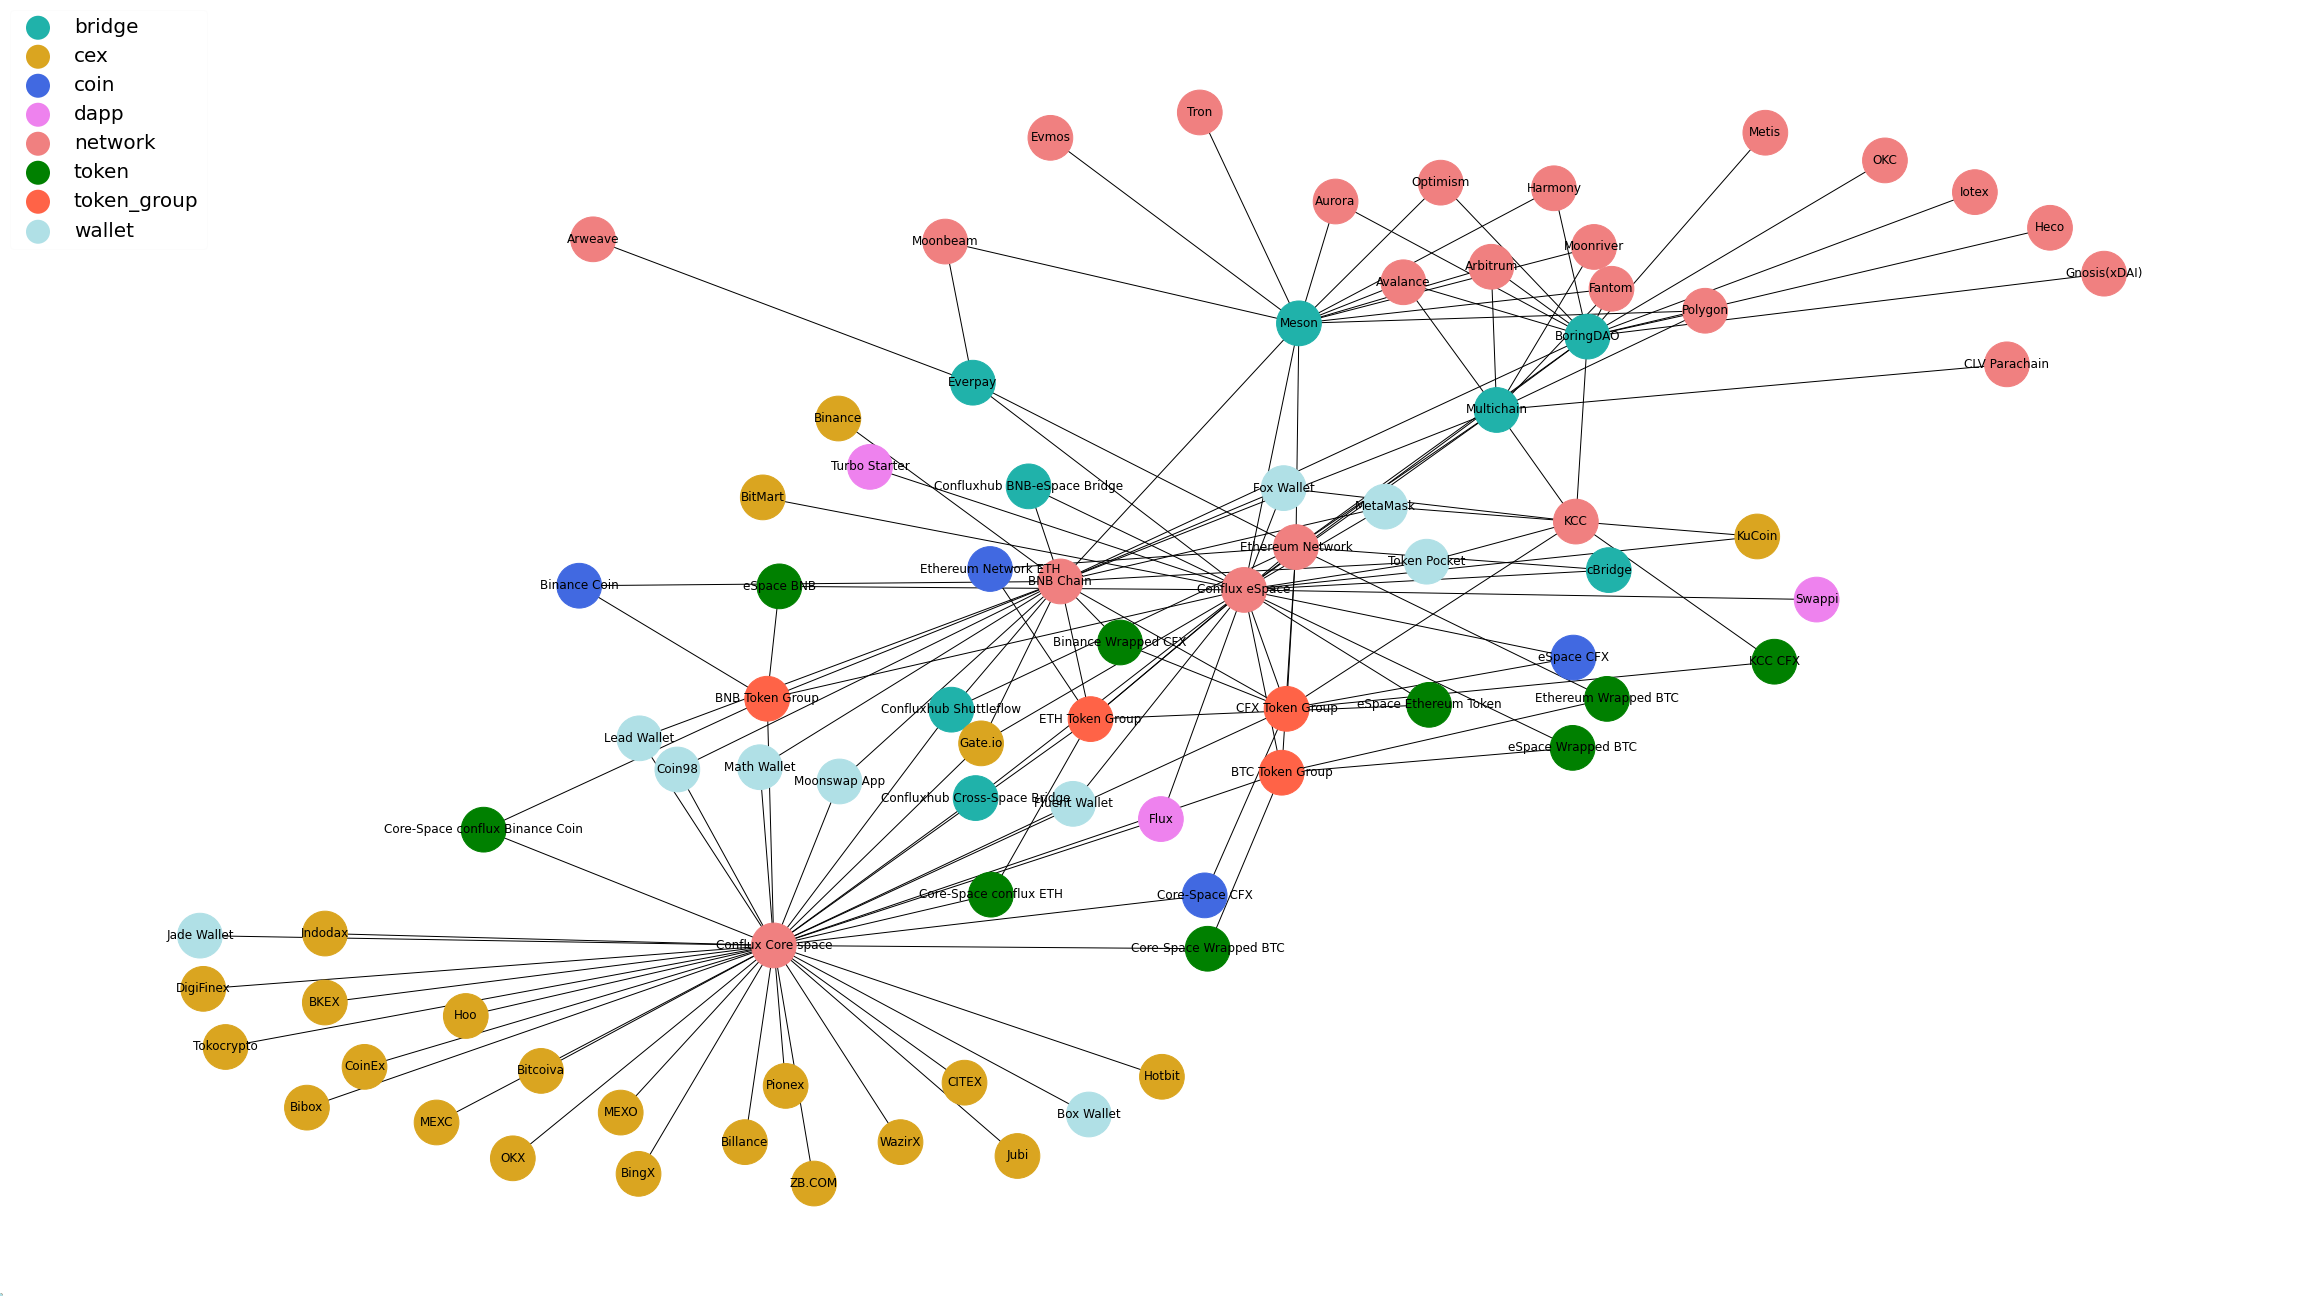 bridge
cex
coin
dapp
network
token
token_group
wallet
Tron
Evmos
Metis
OKC
Optimism
Harmony
Iotex
Aurora
Heco
Arweave
Moonbeam
Moonriver
Arbitrum
Gnosis(xDAI)
Avalance
Fantom
Polygon
Meson
BoringDAO
CLV Parachain
Everpay
Multichain
Binance
Turbo Starter
Confluxhub BNB-eSpace Bridge
Fox Wallet
BitMart
MetaMask
KCC
KuCoin
Ethereum Network
Token Pocket
Ethereum Network ETH
cBridge
BNB Chain
Binance Coin
eSpace BNB
Conflux eSpace
Swappi
Binance Wrapped CFX
eSpace CFX
KCC CFX
BNB Token Group
Ethereum Wrapped BTC
eSpace Ethereum Token
Confluxhub Shuttleflow
CFX Token Group
ETH Token Group
Lead Wallet
Gate.io
eSpace Wrapped BTC
Math Wallet
Coin98
BTC Token Group
Moonswap App
Confluxhub Cross-Space Bridge
Fluent Wallet
Flux
Core-Space conflux Binance Coin
Core-Space conflux ETH
Core-Space CFX
Indodax
Jade Wallet
Conflux Core space
Core-Space Wrapped BTC
DigiFinex
BKEX
Hoo
Tokocrypto
CoinEx
Bitcoiva
Hotbit
CITEX
Pionex
Bibox
MEXO
Box Wallet
MEXC
Billance
WazirX
Jubi
OKX
BingX
ZB.COM